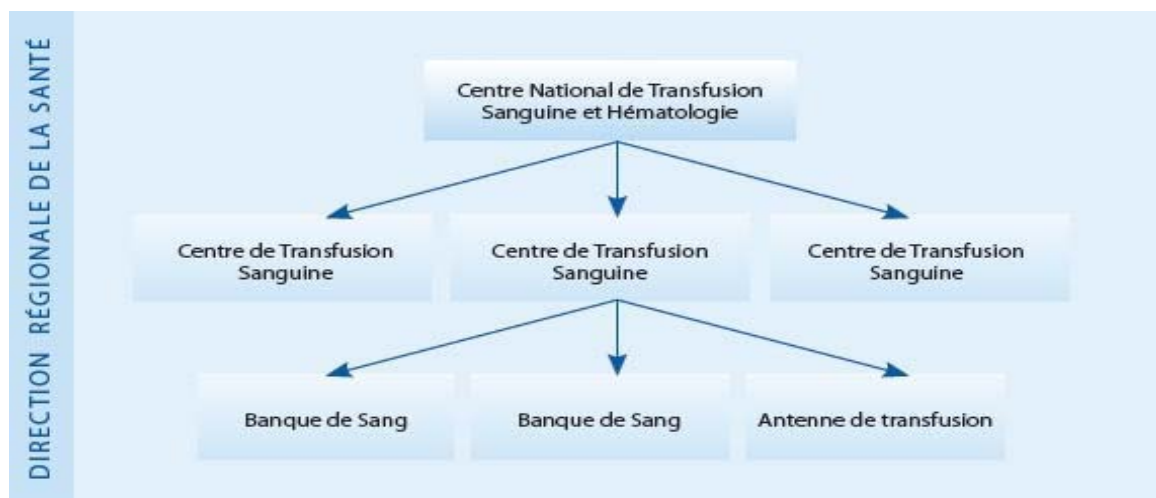 DIRECTION RÉGIONALE DE LA SANTÉ
Centre National de Transfusion
Sanguine et Hématologie
Centre de Transfusion
Sanguine
Centre de Transfusion
Sanguine
Centre de Transfusion
Sanguine
Banque de Sang
Banque de Sang
Antenne de transfusion